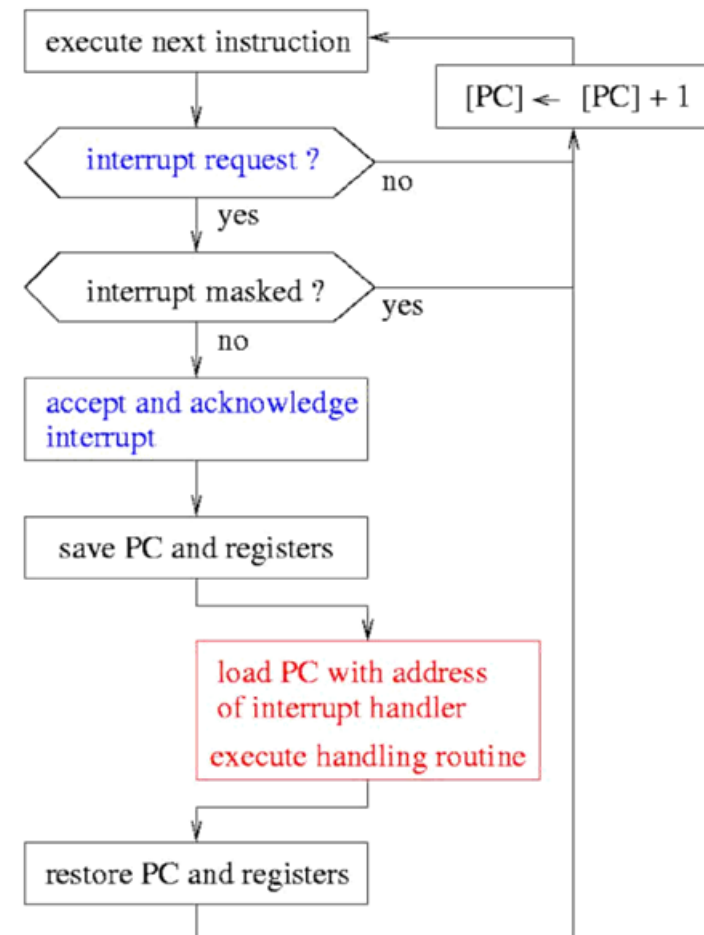 execute next instruction
[PC] ← [PC] + 1
interrupt request ?
no
yes
interrupt masked ?
yes
no
accept and acknowledge
interrupt
save PC and registers
load PC with address
of interrupt handler
execute handling routine
restore PC and registers